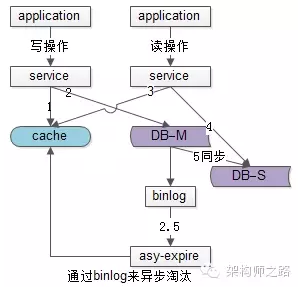 application
application
写操作
读操作
service
service
1
2
3
4
cache
DB-M
5同步
DB-S
binlog
2.5
asy-expire
通过binlog来异步淘汰
架构师之路